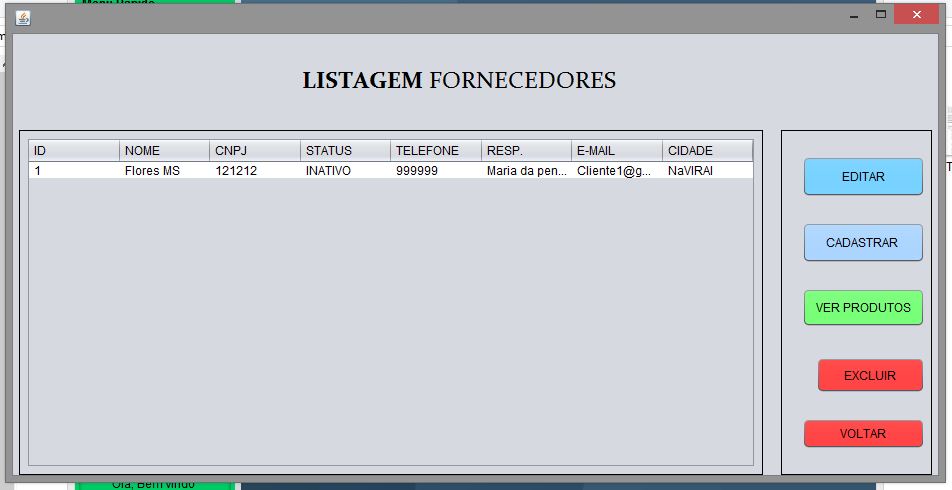 Menu Rápido
LISTAGEM FORNECEDORES
ID NOME CNPJ STATUS TELEFONE RESP. E-MAIL CIDADE
1 Flores MS 121212 INATIVO 999999 Maria da pen... Cliente1@g... NaVIRAI
EDITAR
CADASTRAR
VER PRODUTOS
EXCLUIR
VOLTAR
Olá, Bem vindo